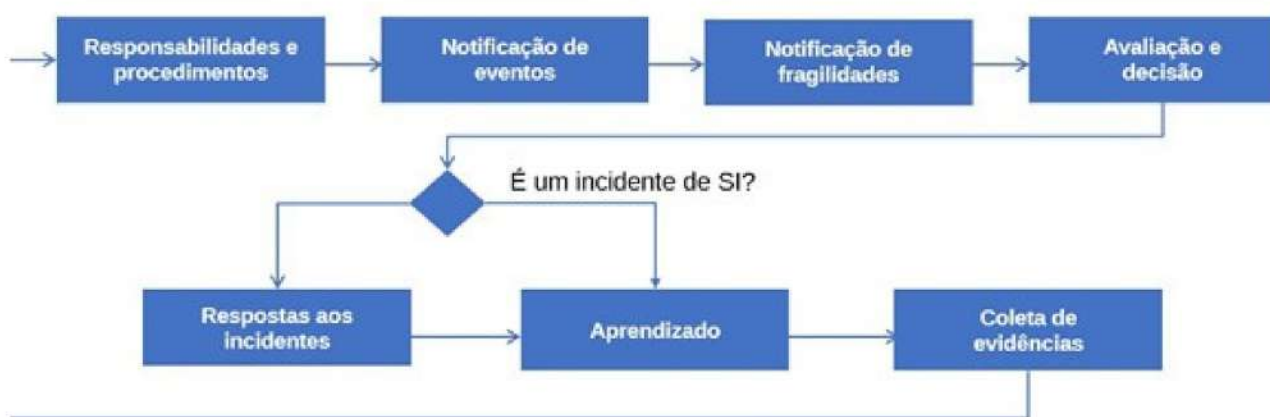 Responsabilidades e
procedimentos
Notificação de
eventos
Notificação de
fragilidades
Avaliação e
decisão
É um incidente de SI?
Respostas aos
incidentes
Aprendizado
Coleta de
evidências